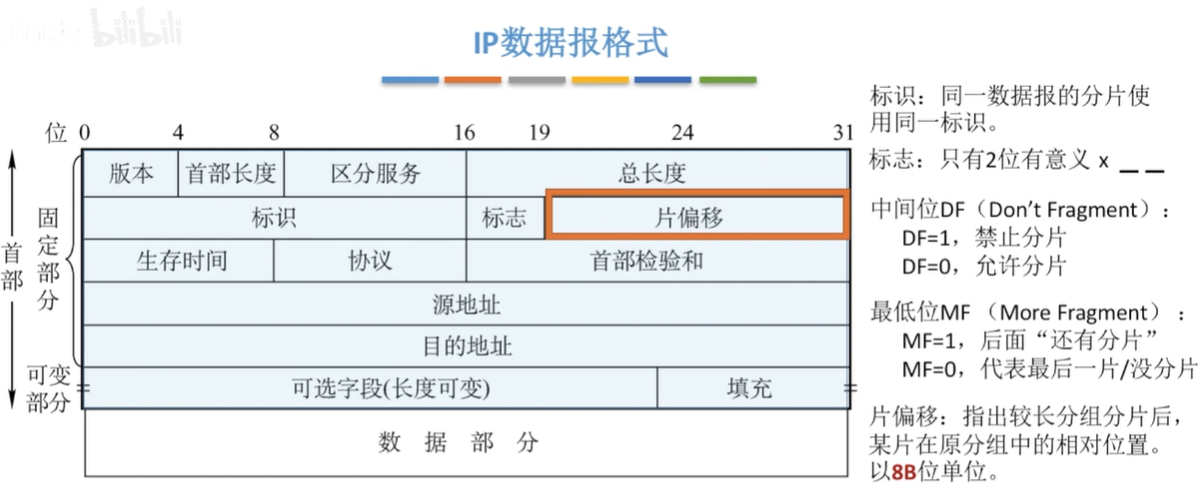 bilibili
IP数据报格式
位 0 4 8 16 19 24 31
版本 首部长度 区分服务 总长度
标识 标志 片偏移
生存时间 协议 首部检验和
源地址
目的地址
可选字段(长度可变) 填充
数 据 部 分
首部
固定部分
可变
部分
标识：同一数据报的分片使
用同一标识。
标志：只有2位有意义 x _ _
中间位DF（Don't Fragment）：
DF=1，禁止分片
DF=0，允许分片
最低位MF （More Fragment）：
MF=1，后面“还有分片”
MF=0，代表最后一片/没分片
片偏移：指出较长分组分片后，
某片在原分组中的相对位置。
以8B位单位。